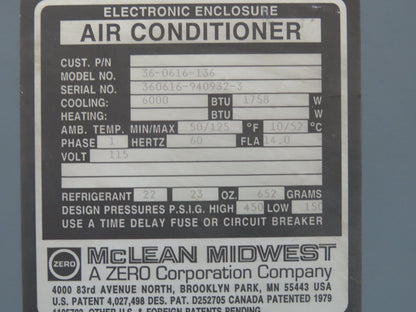 ELECTRONIC ENCLOSURE
AIR CONDITIONER
CUST. P/N
MODEL NO. 36-0616-136
SERIAL NO. 360616-940932-3
COOLING: 6000 BTU 1758 W
HEATING: BTU W
AMB. TEMP. MIN/MAX 50/125 °F 10/52 °C
PHASE 1 HERTZ 60 FLA 14.0
VOLT 115
REFRIGERANT 22 23 OZ. 652 GRAMS
DESIGN PRESSURES P.S.I.G. HIGH 450 LOW 150
USE A TIME DELAY FUSE OR CIRCUIT BREAKER
ZERO McLEAN MIDWEST
A ZERO Corporation Company
4000 83rd AVENUE NORTH, BROOKLYN PARK, MN 55443 USA
U.S. PATENT 4,027,498 DES. PAT. D252705 CANADA PATENTED 1979
OTHER U.S. & FOREIGN PATENTS PENDING